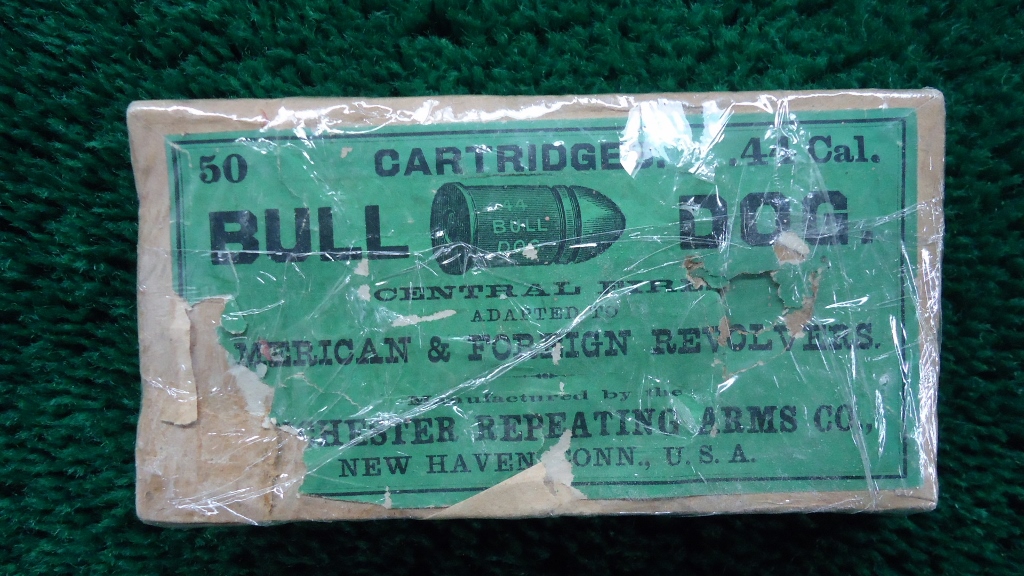 50 CARTRIDGES. .44 Cal.
BULL DOG.
44
BULL
DOG
CENTRAL FIRE
ADAPTED TO
MERICAN & FOREIGN REVOLVERS.
Manufactured by the
CHESTER REPEATING ARMS CO.,
NEW HAVEN CONN., U. S. A.